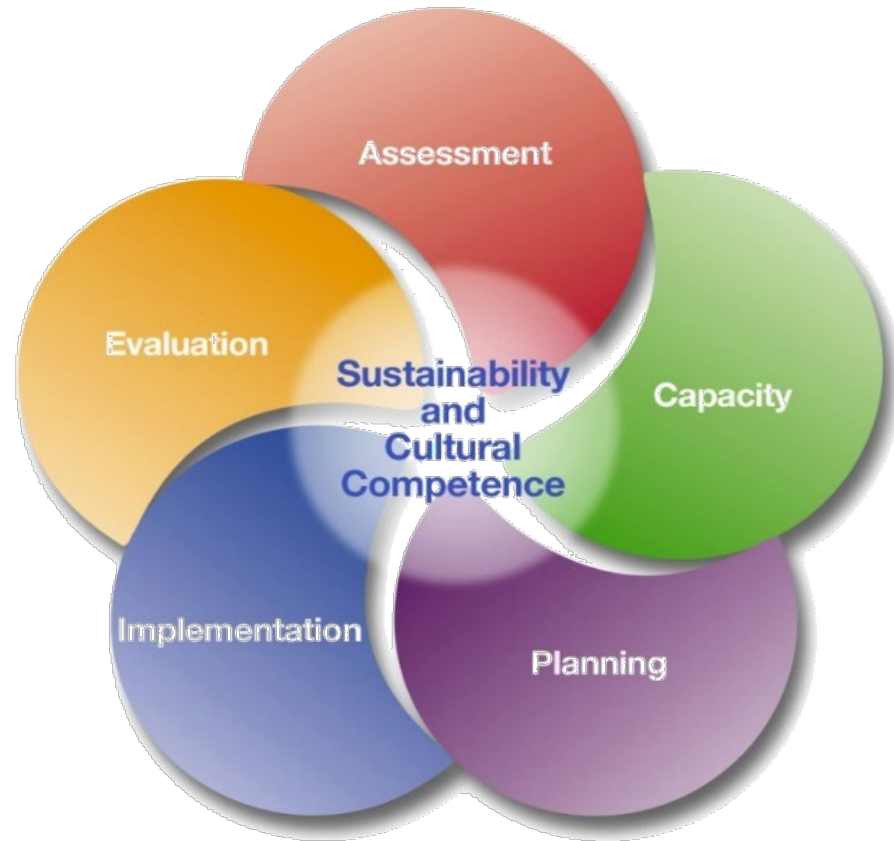 Assessment
Capacity
Planning
Implementation
Evaluation
Sustainability
and
Cultural
Competence